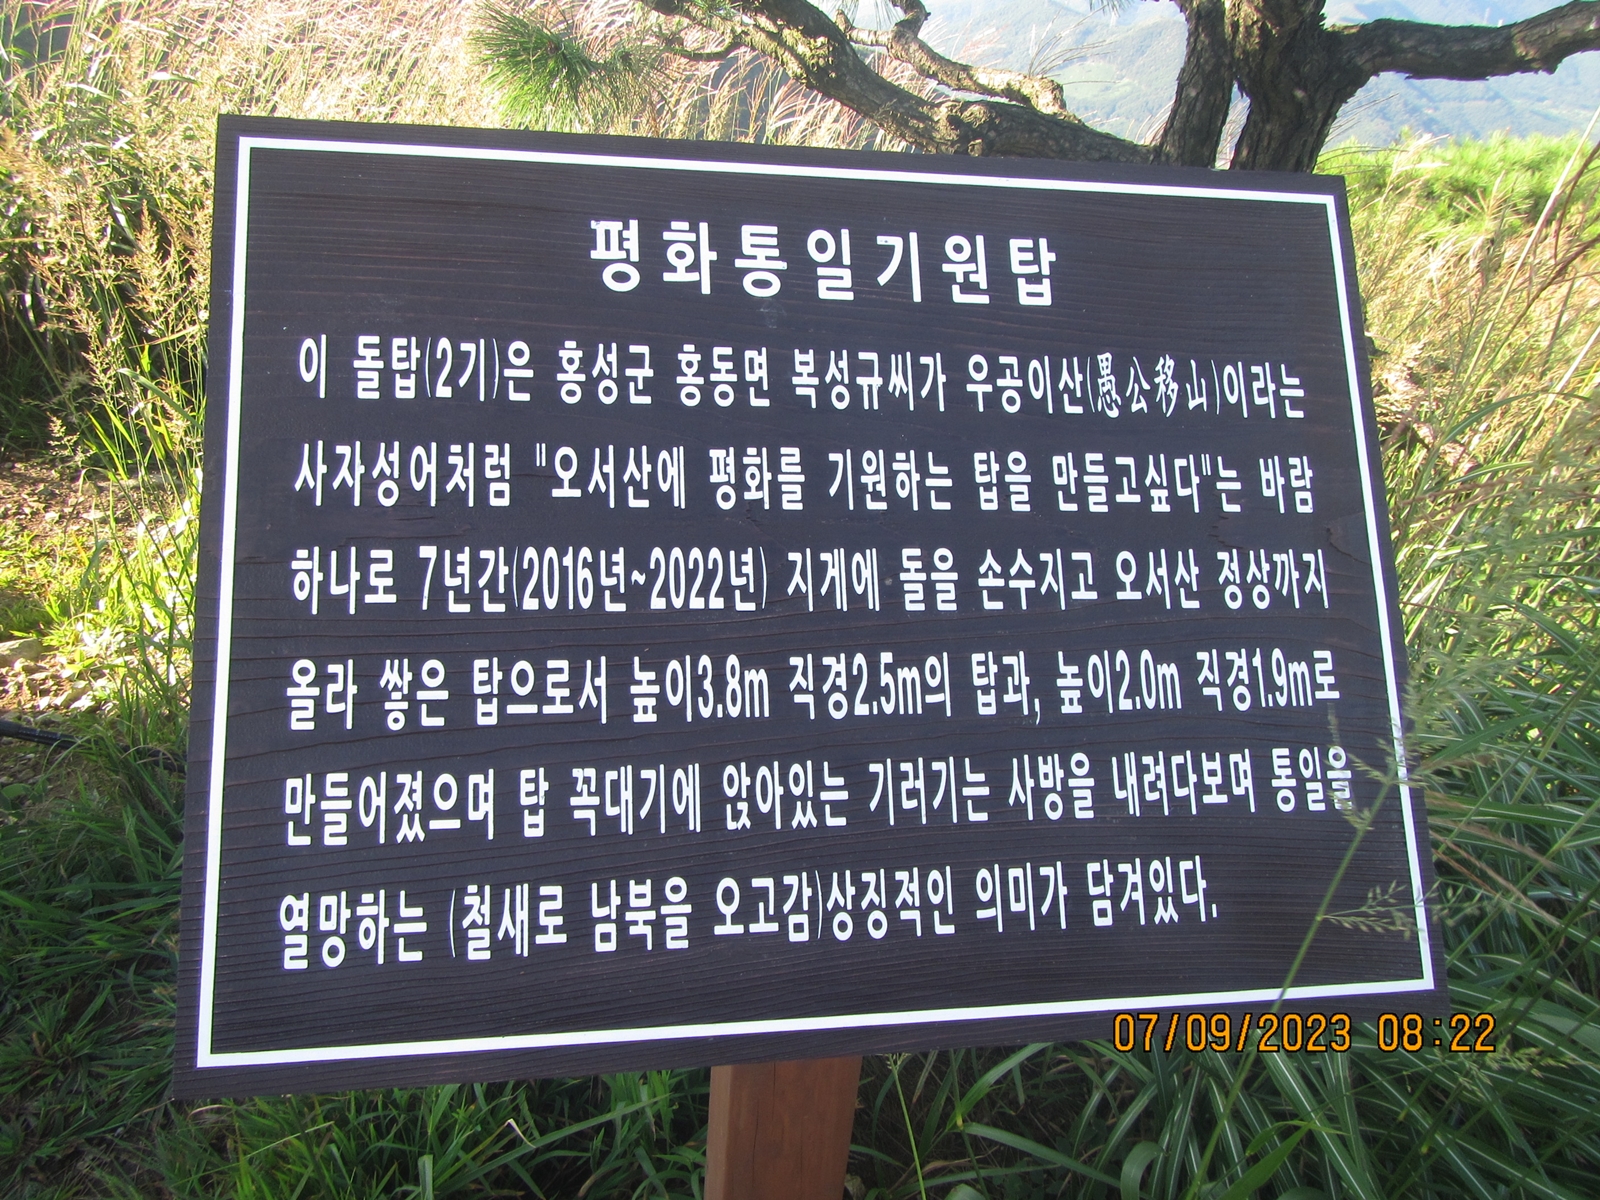 평화통일기원탑
이 돌탑(2기)은 홍성군 홍동면 복성규씨가 우공이산(愚公移山)이라는
사자성어처럼 "오서산에 평화를 기원하는 탑을 만들고싶다"는 바람
하나로 7년간(2016년~2022년) 지게에 돌을 손수지고 오서산 정상까지
올라 쌓은 탑으로서 높이3.8m 직경2.5m의 탑과, 높이2.0m 직경1.9m로
만들어졌으며 탑 꼭대기에 앉아있는 기러기는 사방을 내려다보며 통일을
열망하는 (철새로 남북을 오고감)상징적인 의미가 담겨있다.
07/09/2023 08:22